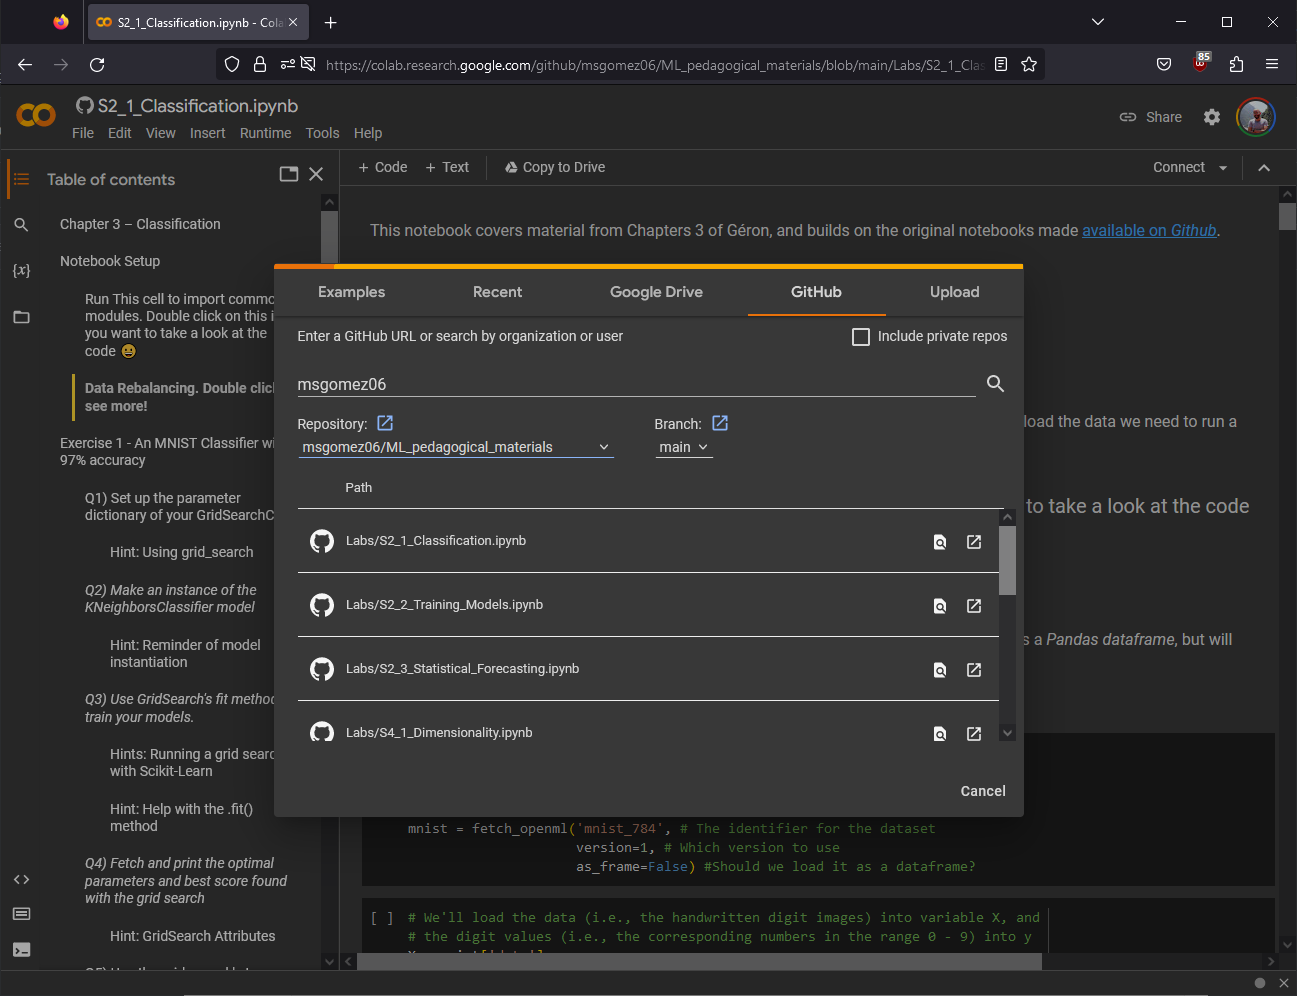 S2_1_Classification.ipynb - Cola
85
https://colab.research.google.com/github/msgomez06/ML_pedagogical_materials/blob/main/Labs/S2_1_Clas
S2_1_Classification.ipynb
File Edit View Insert Runtime Tools Help
Share
Table of contents
+ Code + Text Copy to Drive
Connect
Chapter 3 – Classification
Notebook Setup
Run This cell to import commo
modules. Double click on this i
you want to take a look at the
code 😀
Data Rebalancing. Double clic
see more!
Exercise 1 - An MNIST Classifier wi
97% accuracy
Q1) Set up the parameter
dictionary of your GridSearchC
Hint: Using grid_search
Q2) Make an instance of the
KNeighborsClassifier model
Hint: Reminder of model
instantiation
Q3) Use GridSearch's fit method
train your models.
Hints: Running a grid searc
with Scikit-Learn
Hint: Help with the .fit()
method
Q4) Fetch and print the optimal
parameters and best score found
with the grid search
Hint: GridSearch Attributes
This notebook covers material from Chapters 3 of Géron, and builds on the original notebooks made available on Github.
Examples Recent Google Drive GitHub Upload
Enter a GitHub URL or search by organization or user
Include private repos
msgomez06
Repository:
Branch:
msgomez06/ML_pedagogical_materials
main
Path
Labs/S2_1_Classification.ipynb
Labs/S2_2_Training_Models.ipynb
Labs/S2_3_Statistical_Forecasting.ipynb
Labs/S4_1_Dimensionality.ipynb
Cancel
load the data we need to run a
to take a look at the code
s a Pandas dataframe, but will
mnist = fetch_openml('mnist_784', # The identifier for the dataset
version=1, # Which version to use
as_frame=False) #Should we load it as a dataframe?
[ ] # We'll load the data (i.e., the handwritten digit images) into variable X, and
# the digit values (i.e., the corresponding numbers in the range 0 - 9) into y